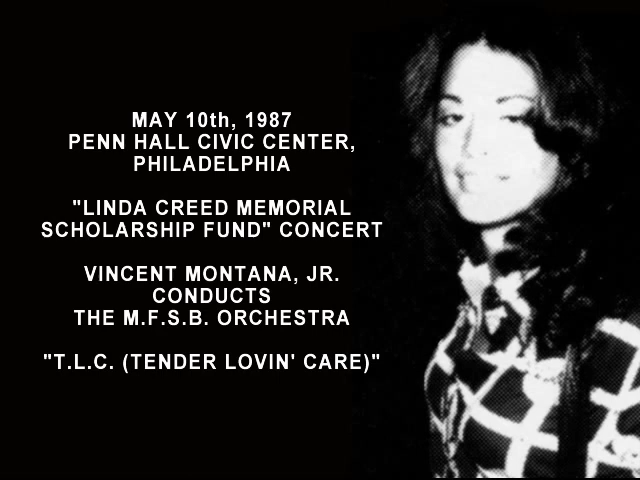 MAY 10th, 1987
PENN HALL CIVIC CENTER,
PHILADELPHIA
"LINDA CREED MEMORIAL
SCHOLARSHIP FUND" CONCERT
VINCENT MONTANA, JR.
CONDUCTS
THE M.F.S.B. ORCHESTRA
"T.L.C. (TENDER LOVIN' CARE)"